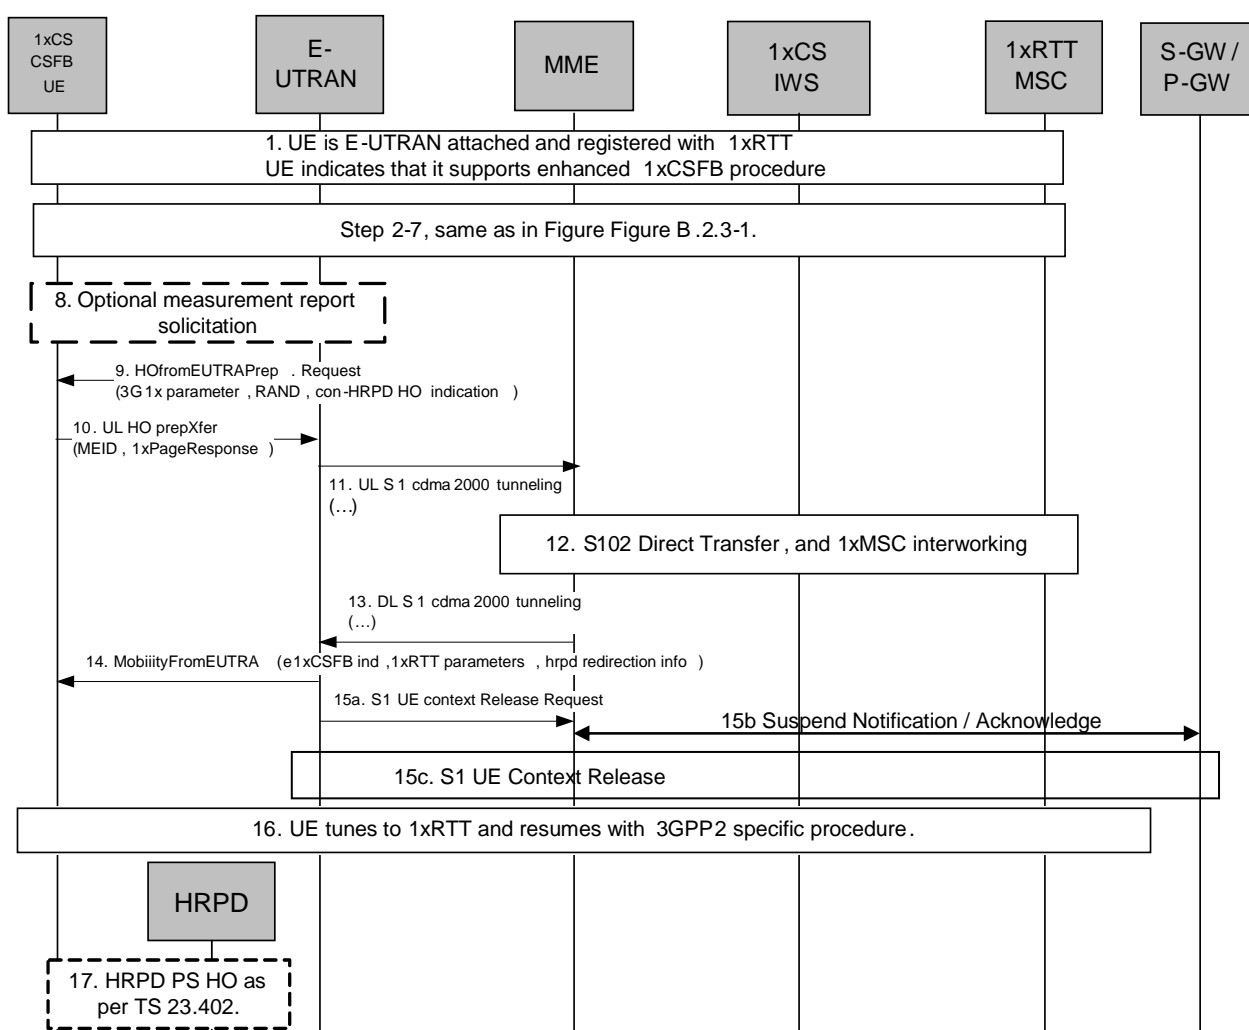 1xCS
CSFB
UE
E-
UTRAN
MME
1xCS
IWS
1xRTT
MSC
S-GW /
P-GW
1. UE is E-UTRAN attached and registered with 1xRTT
UE indicates that it supports enhanced 1xCSFB procedure
Step 2-7, same as in Figure Figure B.2.3-1.
8. Optional measurement report
solicitation
9. HOfromEUTRAPrep . Request
(3G1x parameter , RAND , con-HRPD HO indication )
10. UL HO prepXfer
(MEID , 1xPageResponse )
11. UL S1 cdma2000 tunneling
(...)
12. S102 Direct Transfer , and 1xMSC interworking
13. DL S1 cdma2000 tunneling
(...)
14. MobiiityFromEUTRA (e1xCSFB ind ,1xRTT parameters , hrpd redirection info )
15a. S1 UE context Release Request
15b Suspend Notification / Acknowledge
15c. S1 UE Context Release
16. UE tunes to 1xRTT and resumes with 3GPP2 specific procedure.
HRPD
17. HRPD PS HO as
per TS 23.402.